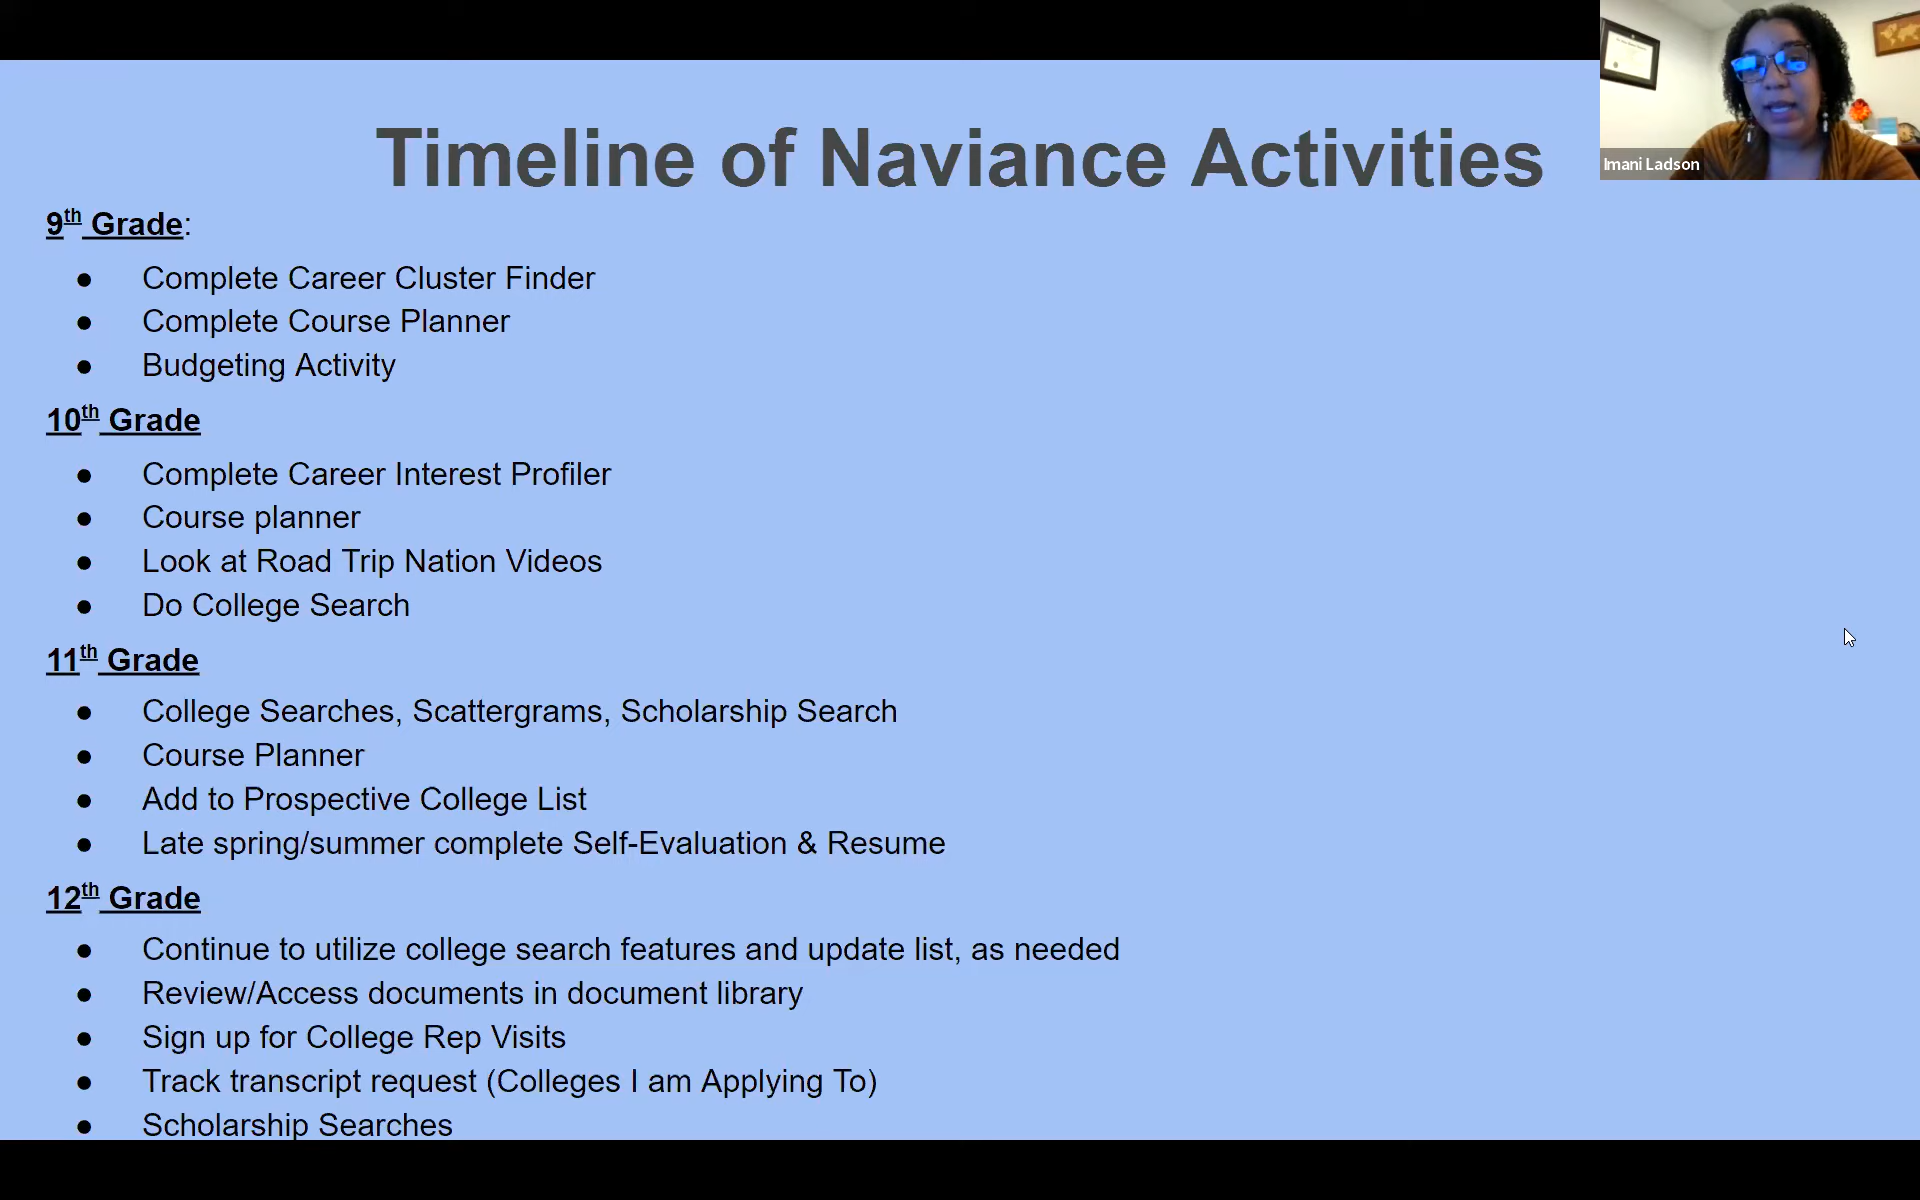 Timeline of Naviance Activities
Imani Ladson
9th Grade:
● Complete Career Cluster Finder
● Complete Course Planner
● Budgeting Activity
10th Grade
● Complete Career Interest Profiler
● Course planner
● Look at Road Trip Nation Videos
● Do College Search
11th Grade
● College Searches, Scattergrams, Scholarship Search
● Course Planner
● Add to Prospective College List
● Late spring/summer complete Self-Evaluation & Resume
12th Grade
● Continue to utilize college search features and update list, as needed
● Review/Access documents in document library
● Sign up for College Rep Visits
● Track transcript request (Colleges I am Applying To)
● Scholarship Searches